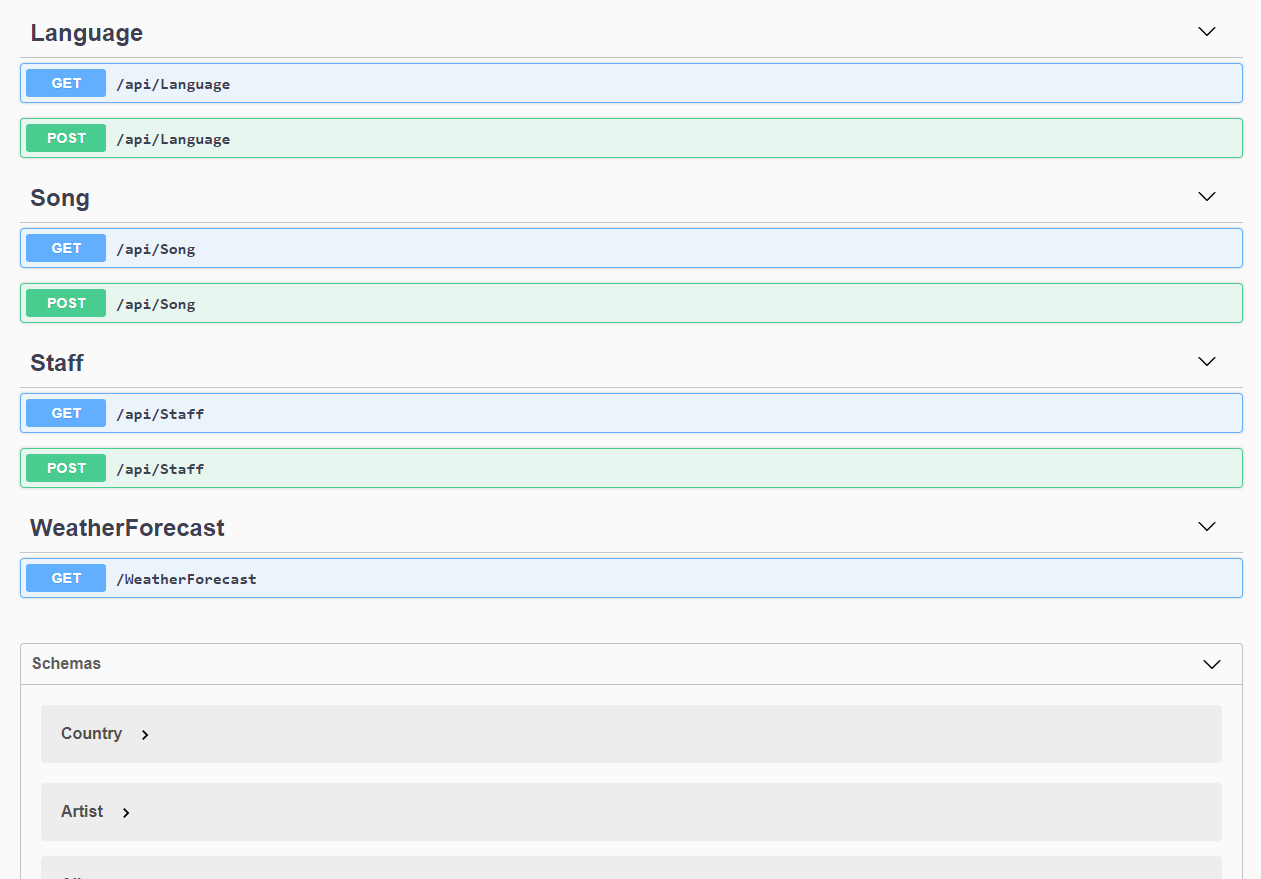 Language
GET /api/Language
POST /api/Language
Song
GET /api/Song
POST /api/Song
Staff
GET /api/Staff
POST /api/Staff
WeatherForecast
GET /WeatherForecast
Schemas
Country
Artist